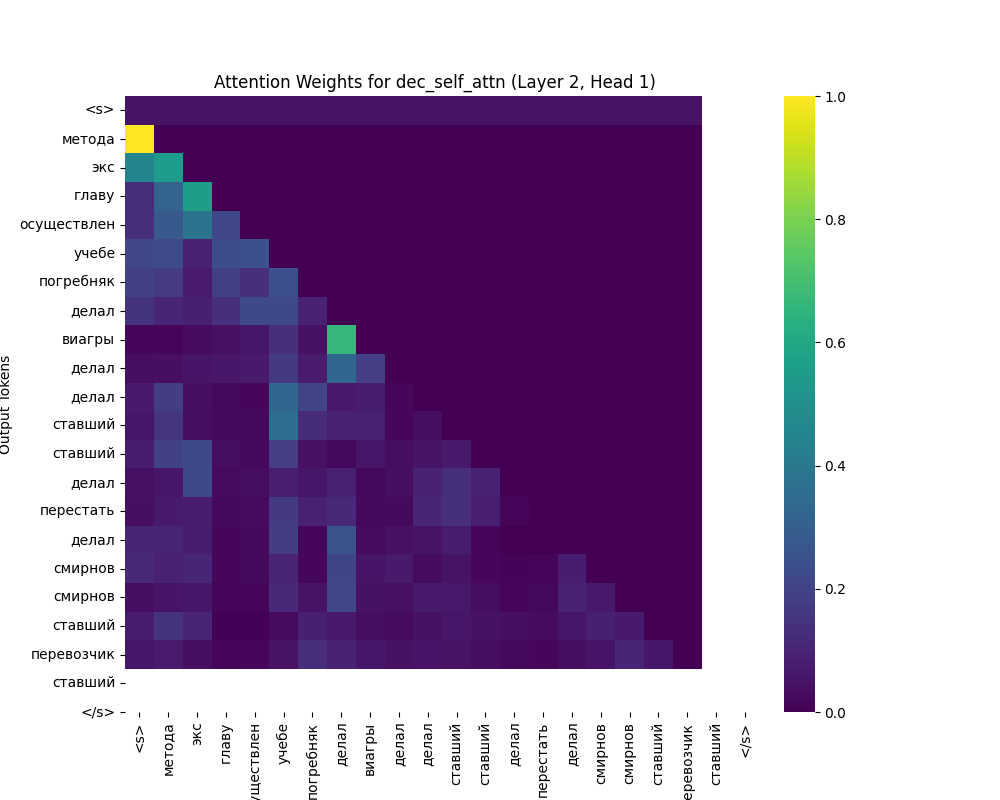 Attention Weights for dec_self_attn (Layer 2, Head 1)
<s>
метода
экс
главу
осуществлен
учебе
погребняк
делал
виагры
делал
делал
ставший
ставший
делал
перестать
делал
смирнов
смирнов
ставший
перевозчик
ставший
</s>
Output Tokens
<s>
метода
экс
главу
уществлен
учебе
погребняк
делал
виагры
делал
делал
ставший
ставший
делал
перестать
делал
смирнов
смирнов
ставший
еревозчик
ставший
</s>
1.0
0.8
0.6
0.4
0.2
0.0